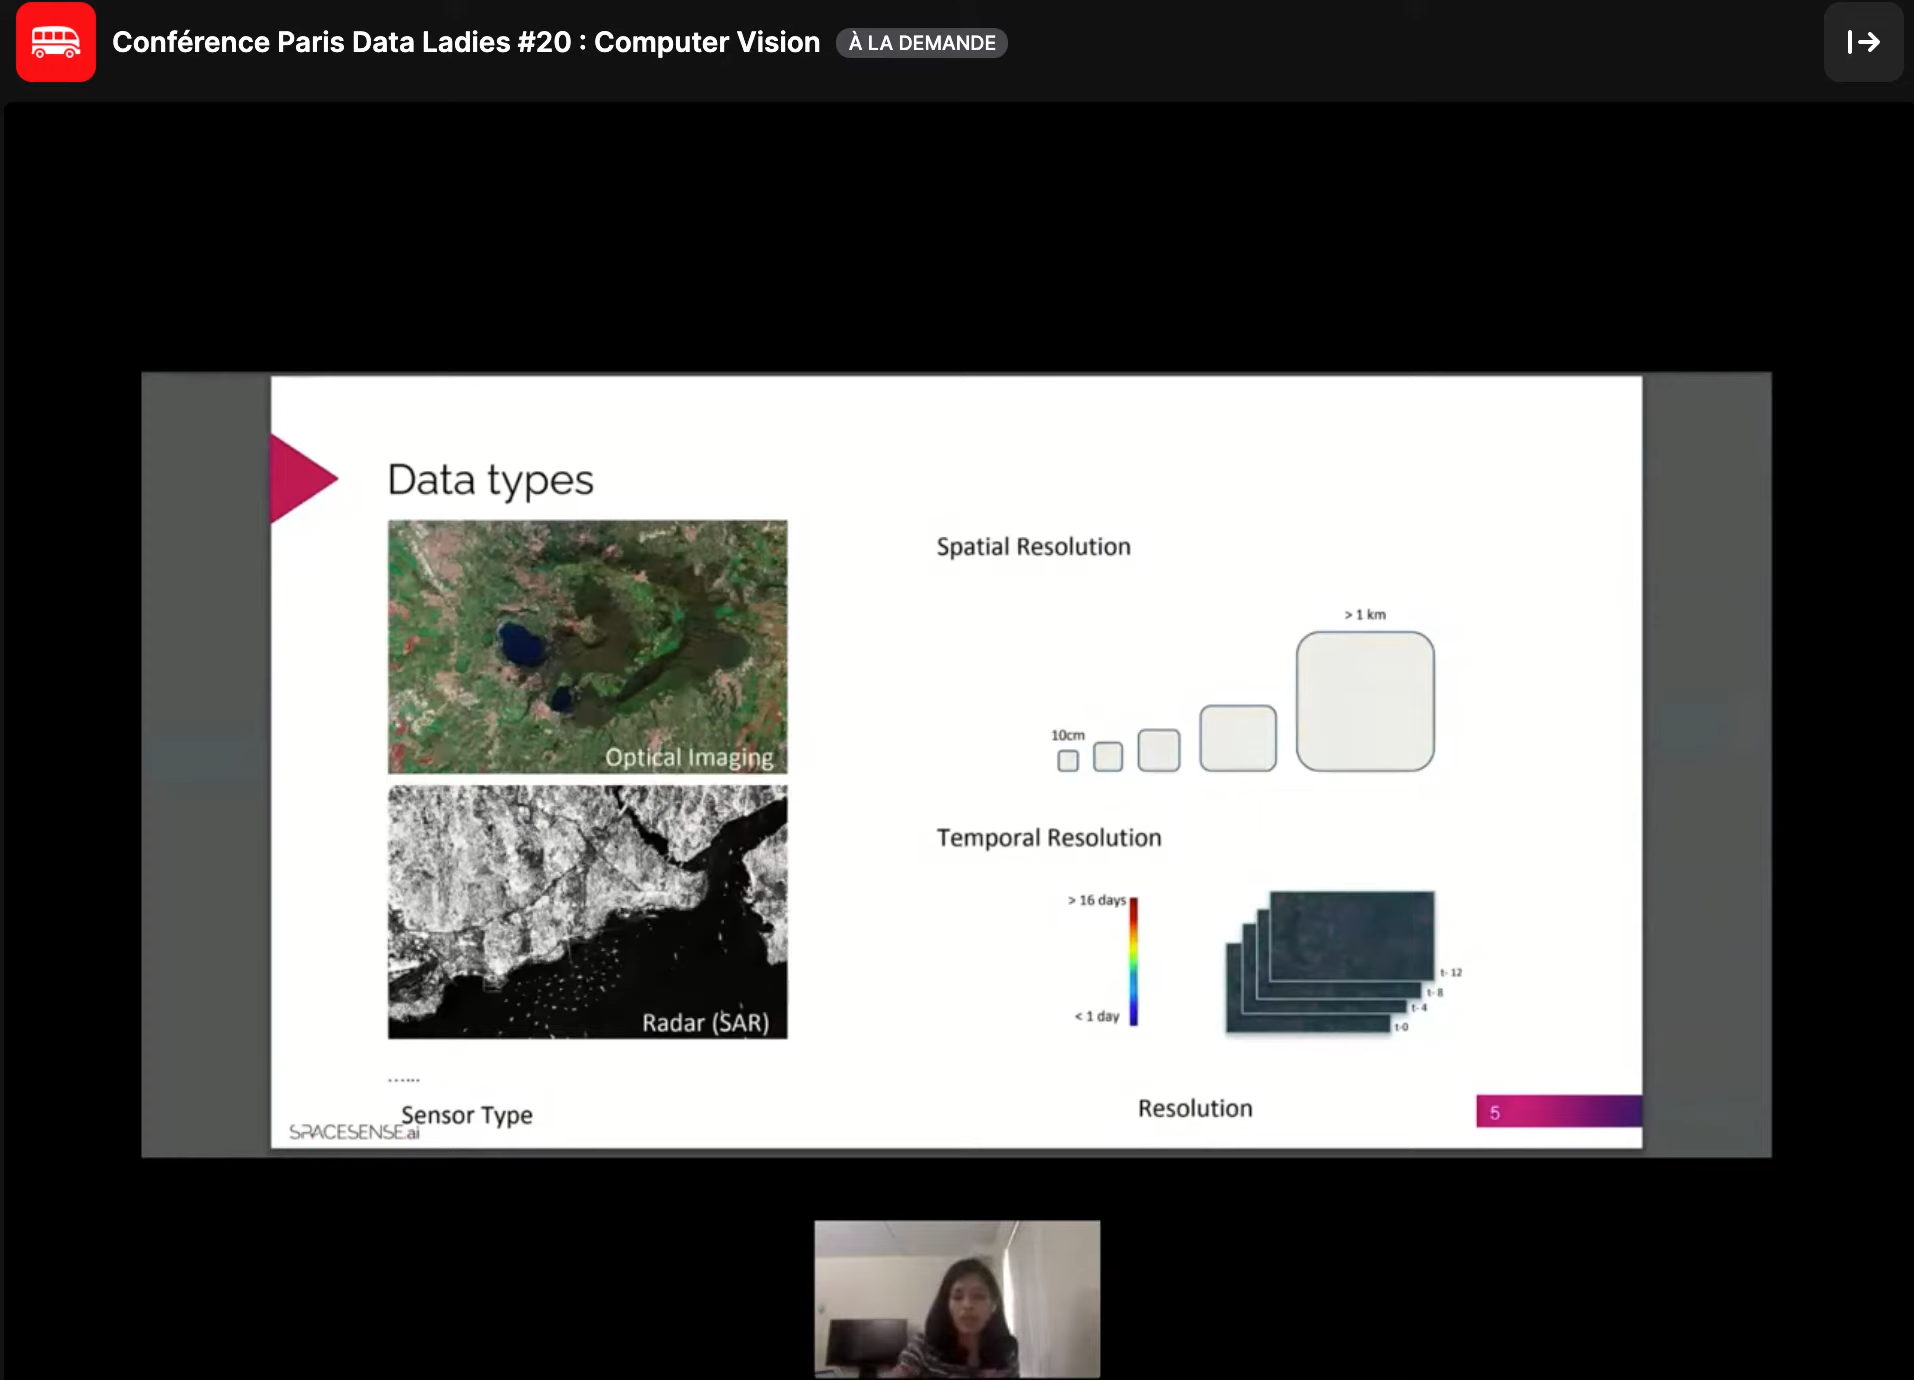 Conférence Paris Data Ladies #20 : Computer Vision À LA DEMANDE
Data types
Optical Imaging
Radar (SAR)
......
Sensor Type
SPACESENSE.ai
Spatial Resolution
> 1 km
10cm
Temporal Resolution
> 16 days
< 1 day
t- 12
t- 8
t- 4
t-0
Resolution
5